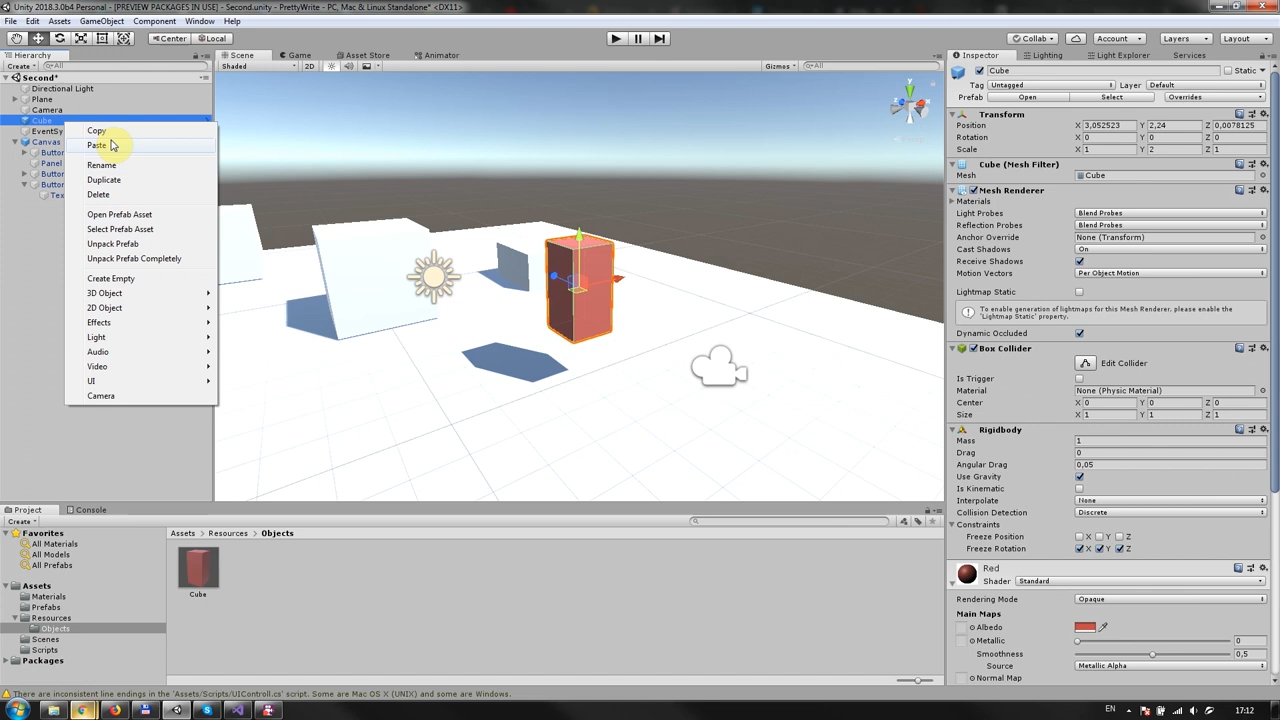 Unity 2018.3.0b4 Personal - [PREVIEW PACKAGES IN USE] - Second.unity - PrettyWrite - PC, Mac & Linux Standalone* <DX11>
File Edit Assets GameObject Component Window Help
Center Local Collab Account Layers Layout
Hierarchy Scene Game Asset Store Animator Inspector Lighting Light Explorer Services
Create All Shaded 2D Gizmos All Cube Static
Second*
Directional Light
Plane
Camera
Cube
EventSy
Canvas
Button
Panel
Button
Button
Tex
Copy
Paste
Rename
Duplicate
Delete
Open Prefab Asset
Select Prefab Asset
Unpack Prefab
Unpack Prefab Completely
Create Empty
3D Object
2D Object
Effects
Light
Audio
Video
UI
Camera
Tag Untagged Layer Default
Prefab Open Select Overrides
Transform
Position X 3,052523 Y 2,24 Z 0,0078125
Rotation X 0 Y 0 Z 0
Scale X 1 Y 2 Z 1
Cube (Mesh Filter)
Mesh Cube
Mesh Renderer
Materials
Light Probes Blend Probes
Reflection Probes Blend Probes
Anchor Override None (Transform)
Cast Shadows On
Receive Shadows
Motion Vectors Per Object Motion
Lightmap Static
To enable generation of lightmaps for this Mesh Renderer, please enable the
'Lightmap Static' property.
Dynamic Occluded
Box Collider
Edit Collider
Is Trigger
Material None (Physic Material)
Center X 0 Y 0 Z 0
Size X 1 Y 1 Z 1
Rigidbody
Mass 1
Drag 0
Angular Drag 0,05
Use Gravity
Is Kinematic
Interpolate None
Collision Detection Discrete
Constraints
Freeze Position X Y Z
Freeze Rotation X Y Z
Red
Shader Standard
Rendering Mode Opaque
Main Maps
Albedo
Metallic 0
Smoothness 0,5
Source Metallic Alpha
Normal Map
Project Console
Create
Favorites
All Materials
All Models
All Prefabs
Assets
Materials
Prefabs
Resources
Objects
Scenes
Scripts
Packages
Assets Resources Objects
Cube
There are inconsistent line endings in the 'Assets/Scripts/UIControll.cs' script. Some are Mac OS X (UNIX) and some are Windows.
EN 17:12